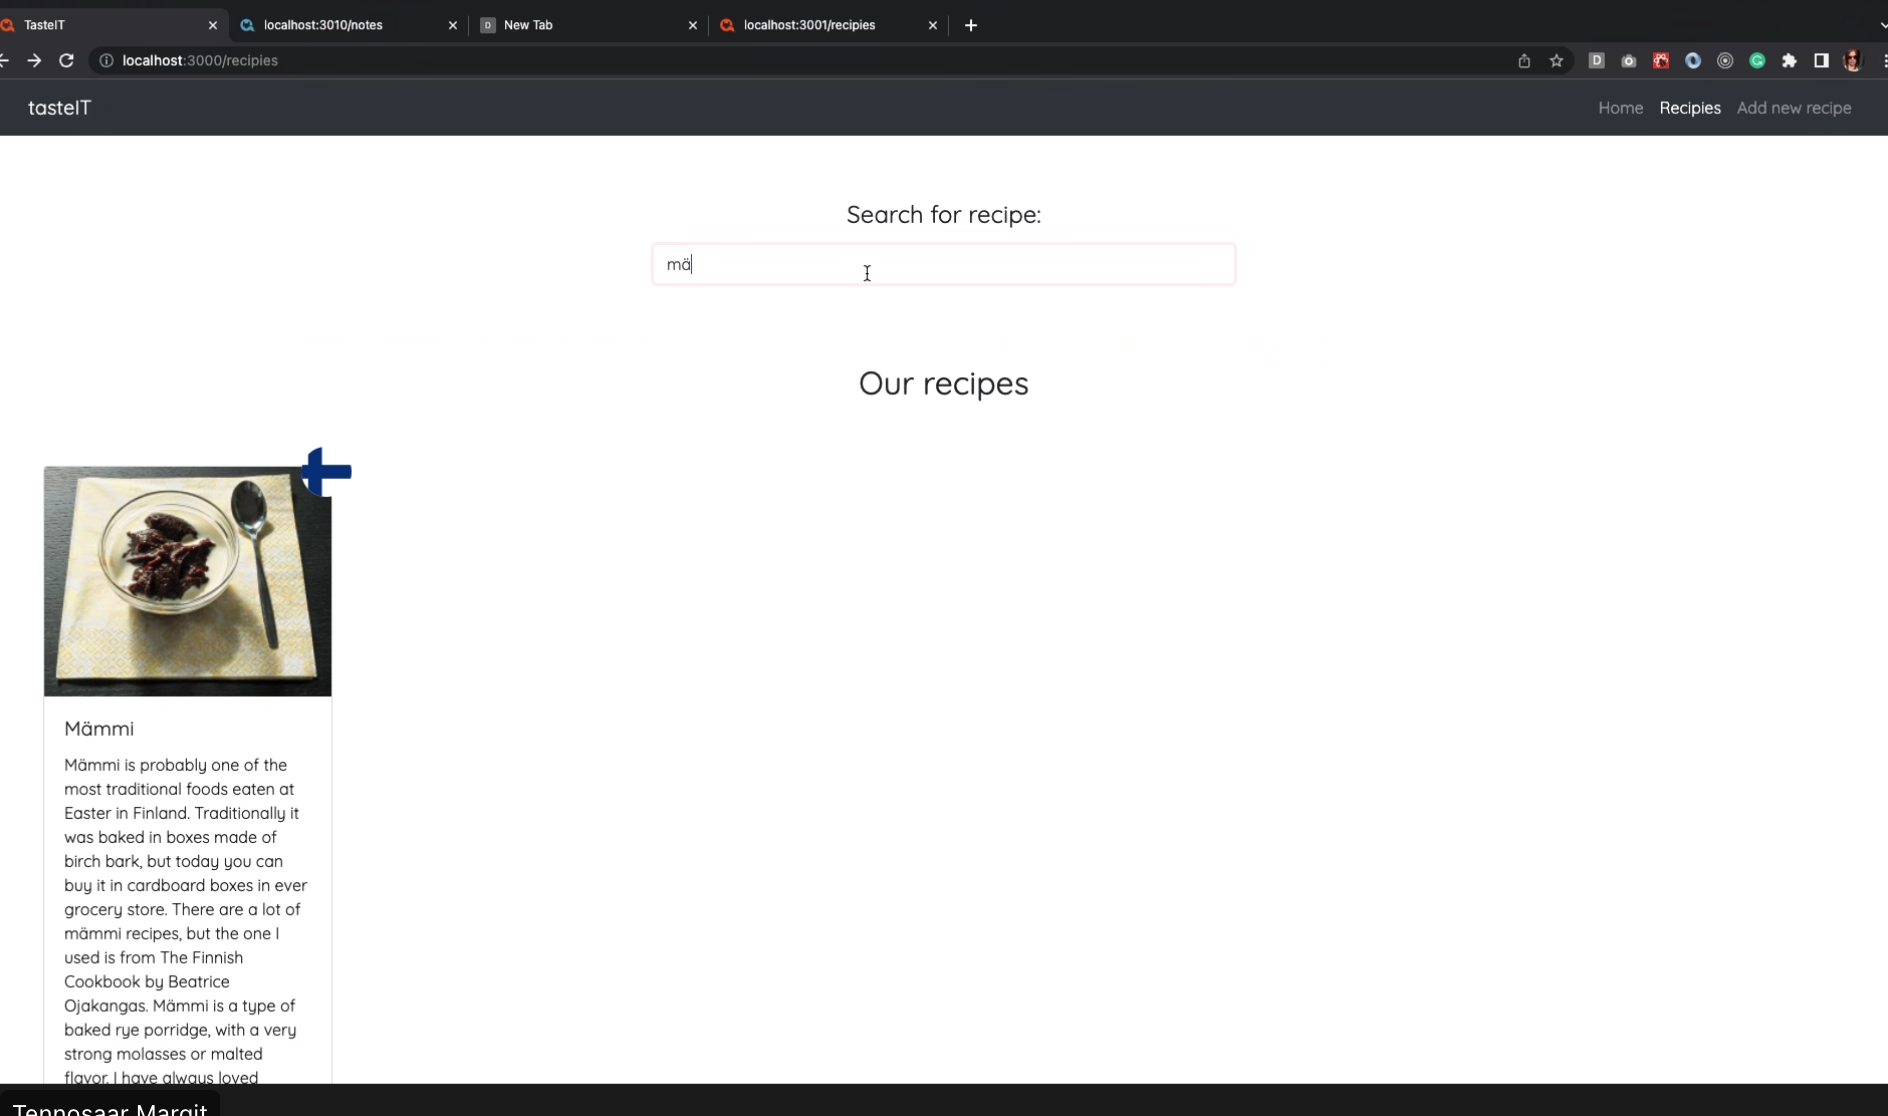 TasteIT
localhost:3010/notes
New Tab
localhost:3001/recipies
localhost:3000/recipies
tasteIT
Home Recipies Add new recipe
Search for recipe:
mä
Our recipes
Mämmi
Mämmi is probably one of the
most traditional foods eaten at
Easter in Finland. Traditionally it
was baked in boxes made of
birch bark, but today you can
buy it in cardboard boxes in ever
grocery store. There are a lot of
mämmi recipes, but the one I
used is from The Finnish
Cookbook by Beatrice
Ojakangas. Mämmi is a type of
baked rye porridge, with a very
strong molasses or malted
flavor. I have always loved
Tennosaar Margit